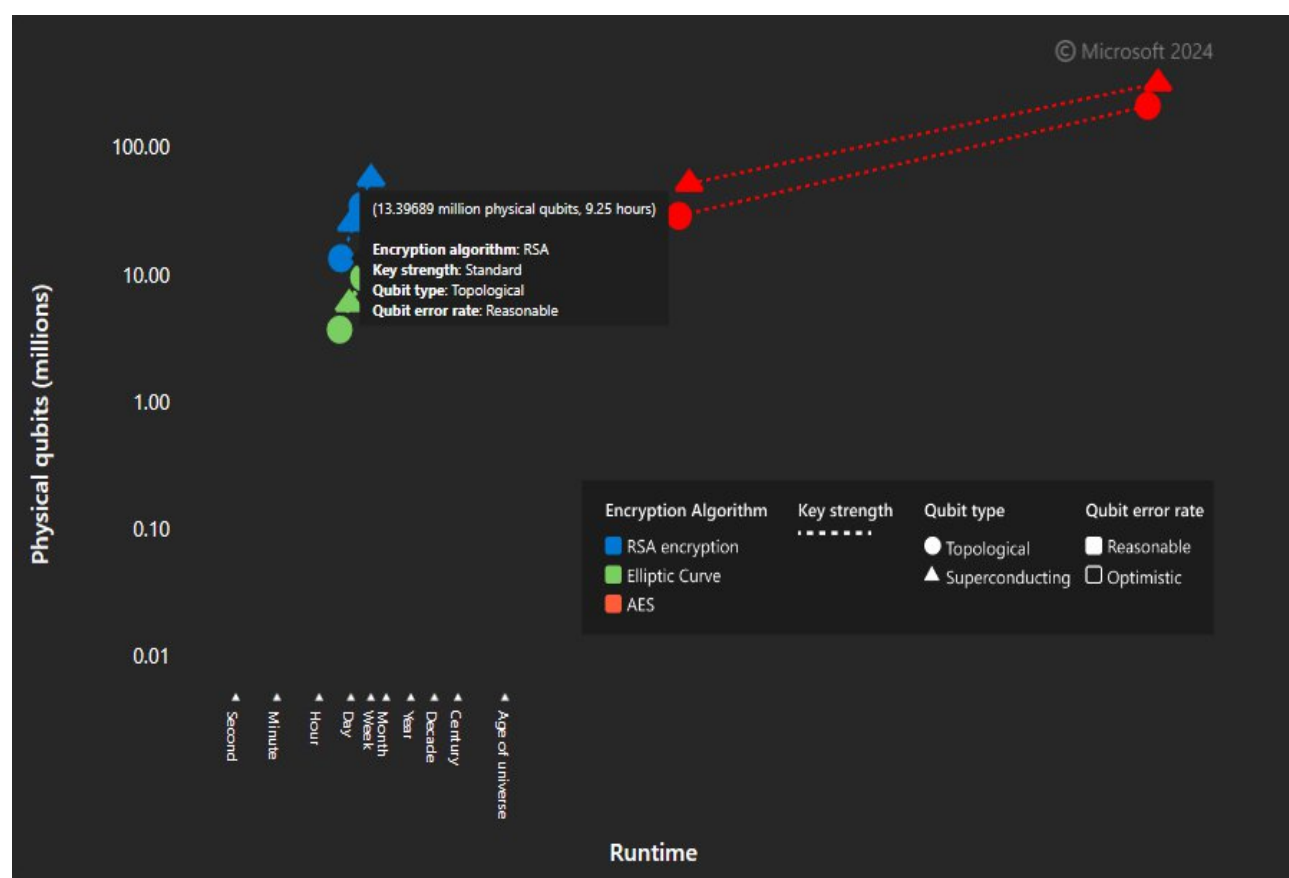 © Microsoft 2024
100.00
10.00
1.00
0.10
0.01
Physical qubits (millions)
(13.39689 million physical qubits, 9.25 hours)
Encryption algorithm: RSA
Key strength: Standard
Qubit type: Topological
Qubit error rate: Reasonable
Encryption Algorithm
RSA encryption
Elliptic Curve
AES
Key strength
Qubit type
Topological
Superconducting
Qubit error rate
Reasonable
Optimistic
Second
Minute
Hour
Day
Week
Month
Year
Decade
Century
Age of universe
Runtime